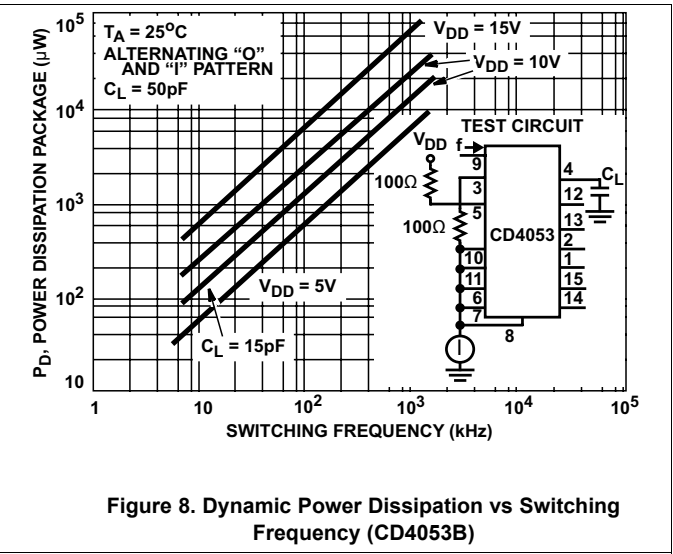 P_D, POWER DISSIPATION PACKAGE (μW)
10^5
10^4
10^3
10^2
10
T_A = 25°C
ALTERNATING “O”
AND “I” PATTERN
C_L = 50pF
V_DD = 15V
V_DD = 10V
V_DD = 5V
C_L = 15pF
TEST CIRCUIT
V_DD
f
100Ω
100Ω
9
3
5
10
11
6
7
8
CD4053
4
12
13
2
1
15
14
C_L
I
1
10
10^2
10^3
10^4
10^5
SWITCHING FREQUENCY (kHz)
Figure 8. Dynamic Power Dissipation vs Switching
Frequency (CD4053B)